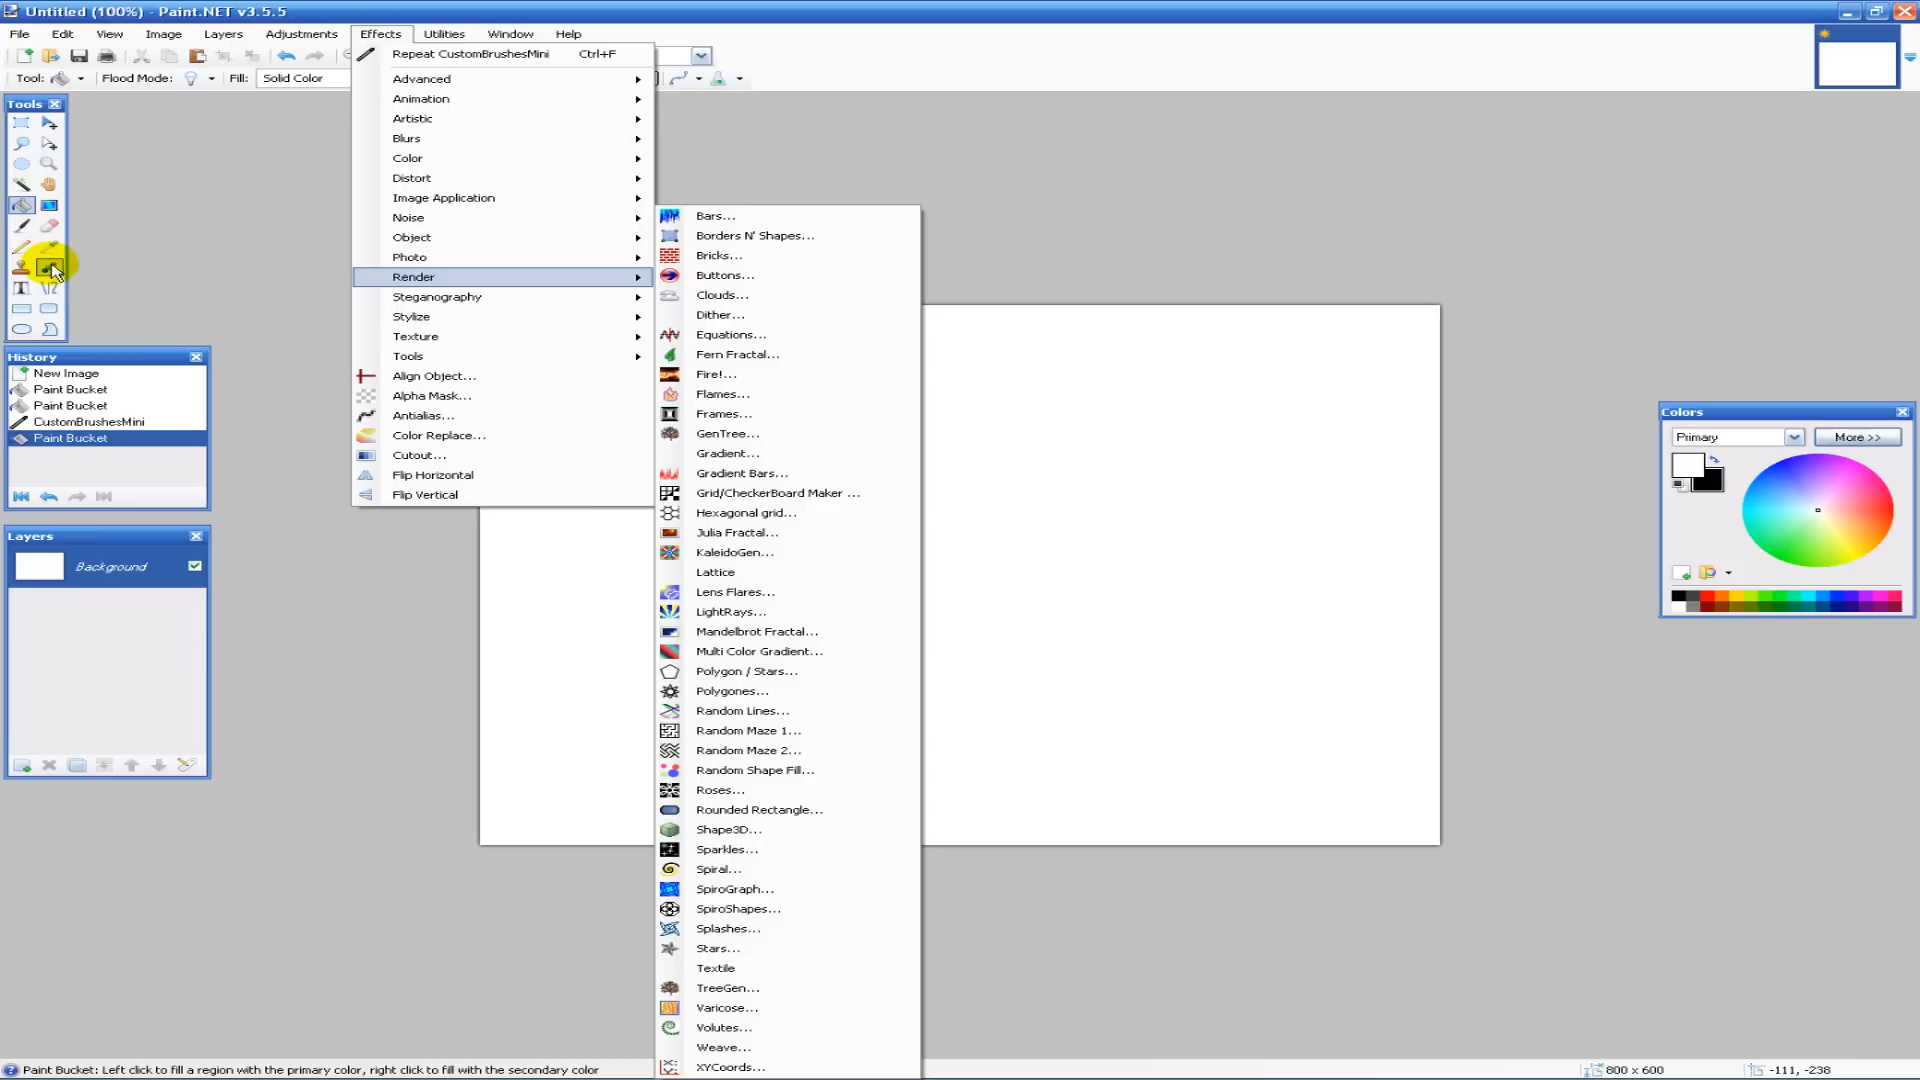 Untitled (100%) - Paint.NET v3.5.5
File Edit View Image Layers Adjustments Effects Utilities Window Help
Tool: Flood Mode: Fill: Solid Color
Repeat CustomBrushesMini Ctrl+F
Advanced
Animation
Artistic
Blurs
Color
Distort
Image Application
Noise
Object
Photo
Render
Steganography
Stylize
Texture
Tools
Align Object...
Alpha Mask...
Antialias...
Color Replace...
Cutout...
Flip Horizontal
Flip Vertical
Bars...
Borders N' Shapes...
Bricks...
Buttons...
Clouds...
Dither...
Equations...
Fern Fractal...
Fire!...
Flames...
Frames...
GenTree...
Gradient...
Gradient Bars...
Grid/CheckerBoard Maker ...
Hexagonal grid...
Julia Fractal...
KaleidoGen...
Lattice
Lens Flares...
LightRays...
Mandelbrot Fractal...
Multi Color Gradient...
Polygon / Stars...
Polygones...
Random Lines...
Random Maze 1...
Random Maze 2...
Random Shape Fill...
Roses...
Rounded Rectangle...
Shape3D...
Sparkles...
Spiral...
SpiroGraph...
SpiroShapes...
Splashes...
Stars...
Textile
TreeGen...
Varicose...
Volutes...
Weave...
XYCoords...
Tools
History
New Image
Paint Bucket
Paint Bucket
CustomBrushesMini
Paint Bucket
Layers
Background
Colors
Primary More >>
Paint Bucket: Left click to fill a region with the primary color, right click to fill with the secondary color
800 x 600
-111, -238